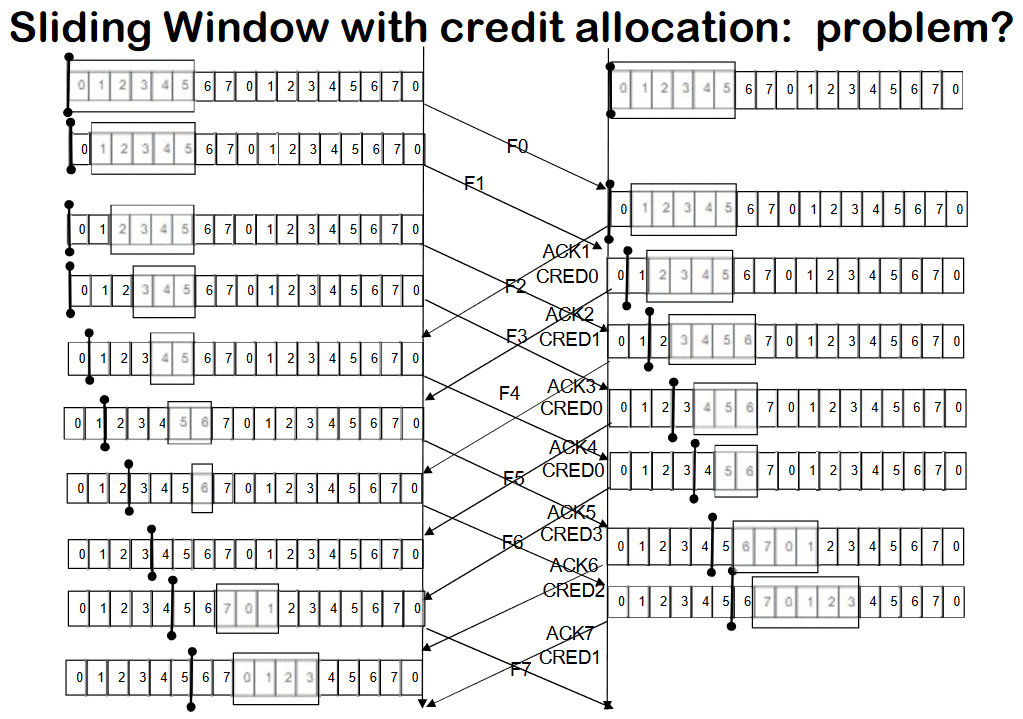 Sliding Window with credit allocation: problem?
0 1 2 3 4 5 6 7 0 1 2 3 4 5 6 7 0
0 1 2 3 4 5 6 7 0 1 2 3 4 5 6 7 0
F0
0 1 2 3 4 5 6 7 0 1 2 3 4 5 6 7 0
F1
0 1 2 3 4 5 6 7 0 1 2 3 4 5 6 7 0
0 1 2 3 4 5 6 7 0 1 2 3 4 5 6 7 0
ACK1
CRED0
0 1 2 3 4 5 6 7 0 1 2 3 4 5 6 7 0
F2
0 1 2 3 4 5 6 7 0 1 2 3 4 5 6 7 0
ACK2
CRED1
F3
0 1 2 3 4 5 6 7 0 1 2 3 4 5 6 7 0
0 1 2 3 4 5 6 7 0 1 2 3 4 5 6 7 0
ACK3
CRED0
F4
0 1 2 3 4 5 6 7 0 1 2 3 4 5 6 7 0
0 1 2 3 4 5 6 7 0 1 2 3 4 5 6 7 0
ACK4
CRED0
0 1 2 3 4 5 6 7 0 1 2 3 4 5 6 7 0
F5
0 1 2 3 4 5 6 7 0 1 2 3 4 5 6 7 0
ACK5
CRED3
F6
0 1 2 3 4 5 6 7 0 1 2 3 4 5 6 7 0
0 1 2 3 4 5 6 7 0 1 2 3 4 5 6 7 0
ACK6
CRED2
0 1 2 3 4 5 6 7 0 1 2 3 4 5 6 7 0
0 1 2 3 4 5 6 7 0 1 2 3 4 5 6 7 0
ACK7
CRED1
F7
0 1 2 3 4 5 6 7 0 1 2 3 4 5 6 7 0